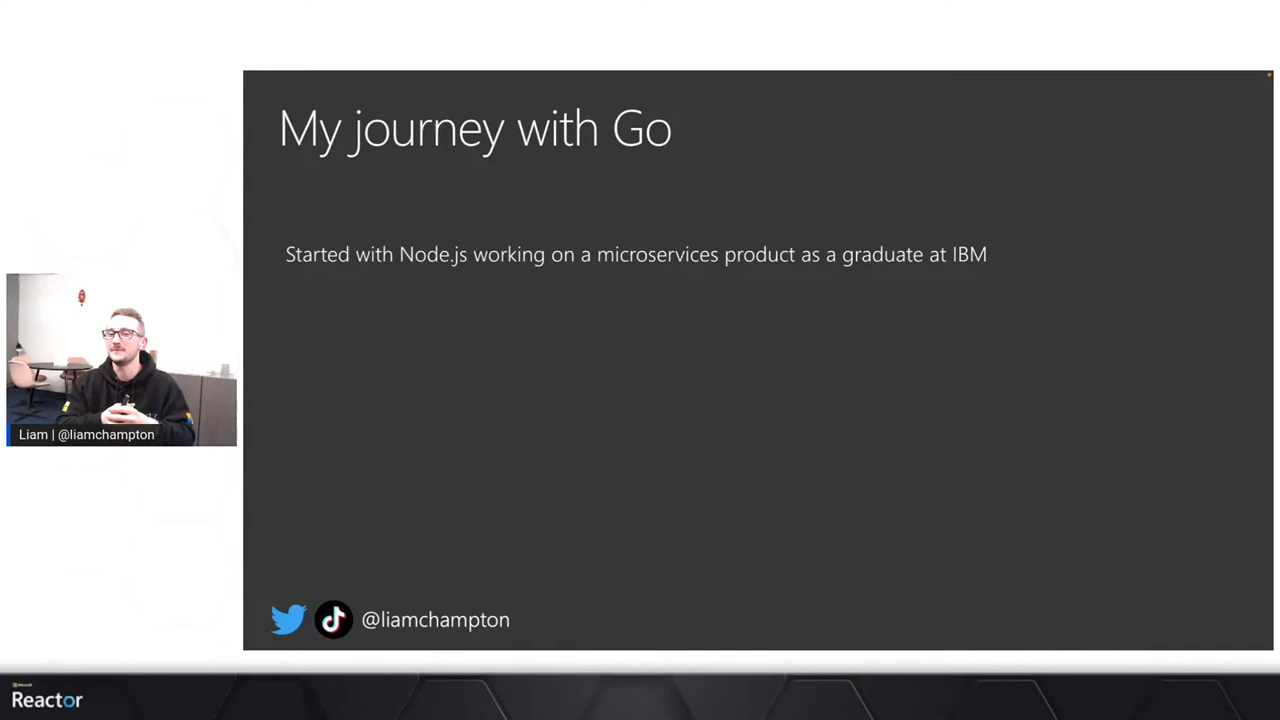 My journey with Go
Started with Node.js working on a microservices product as a graduate at IBM
Liam | @liamchampton
@liamchampton
Microsoft
Reactor